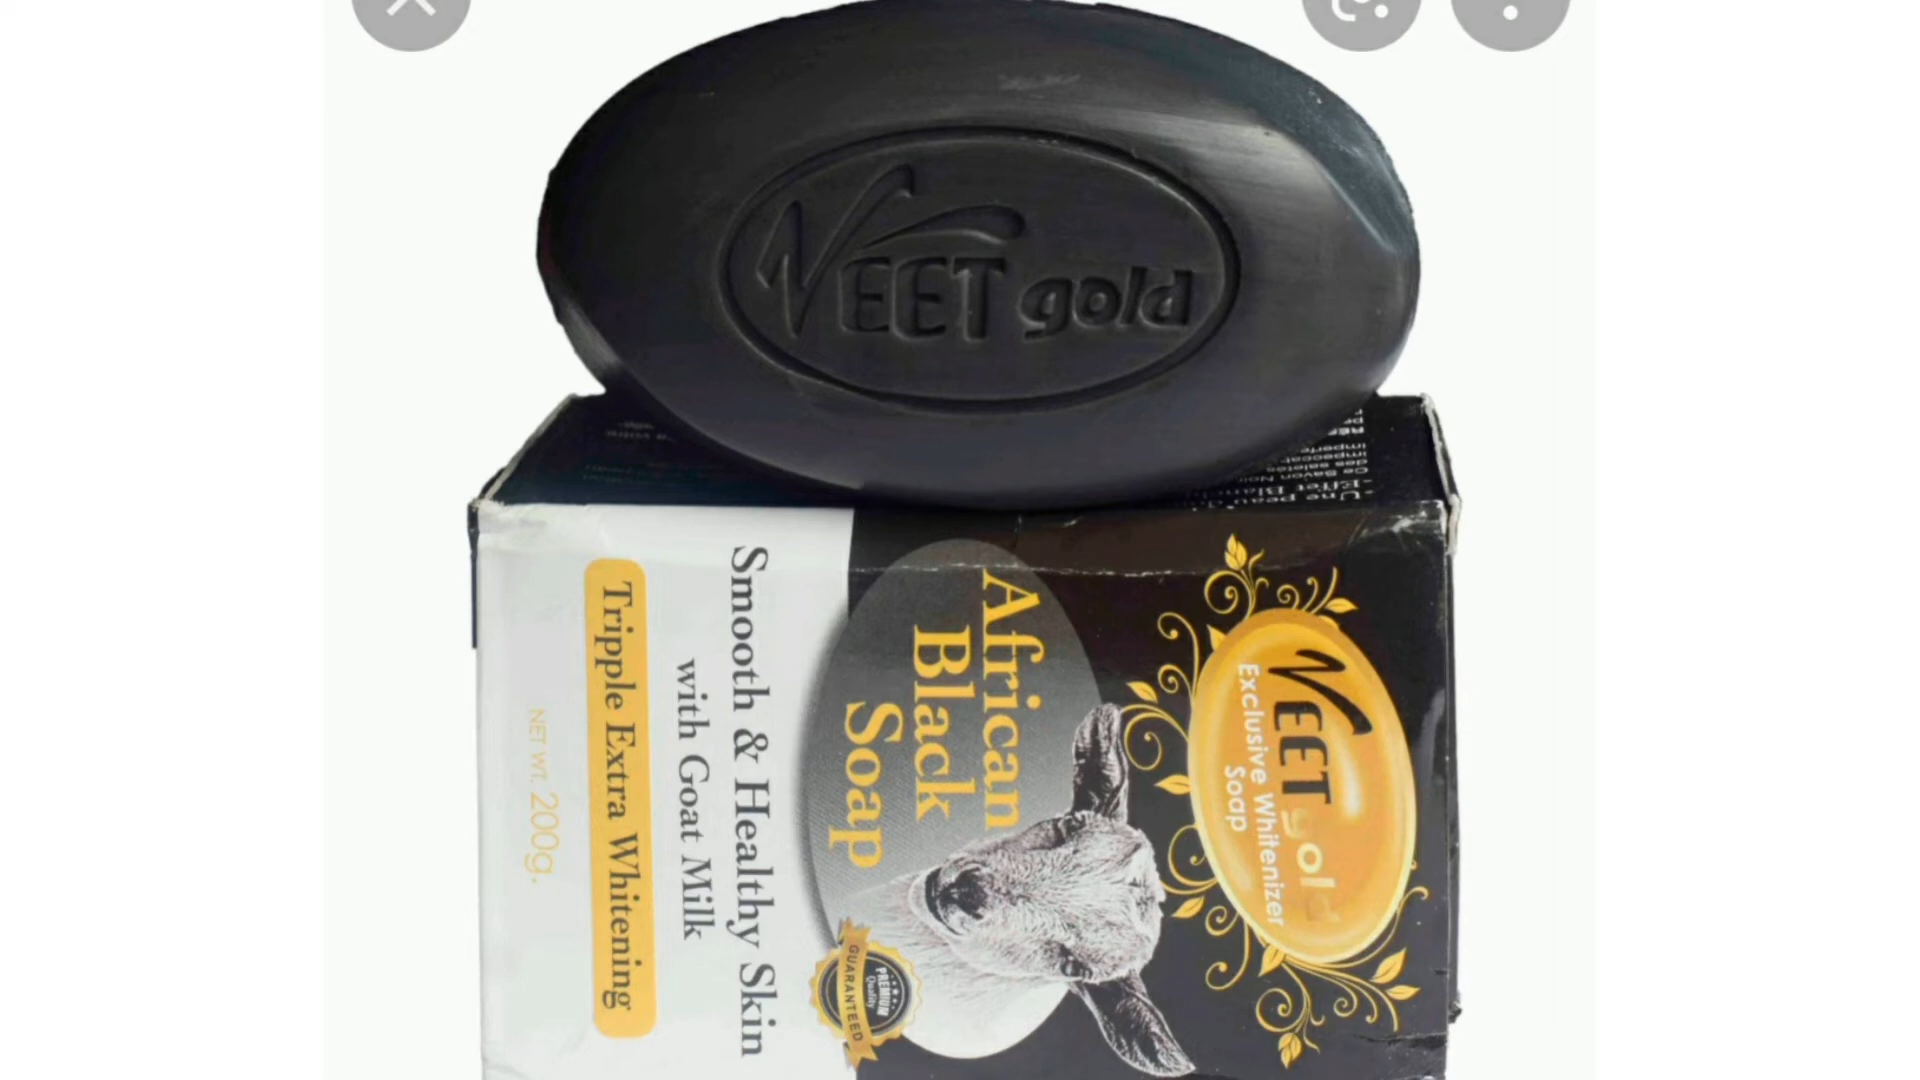 VEET gold
VEET gold
Exclusive Whitenizer
Soap
African
Black
Soap
PREMIUM
Quality
GUARANTEED
Smooth & Healthy Skin
with Goat Milk
Tripple Extra Whitening
NET WT. 200g.